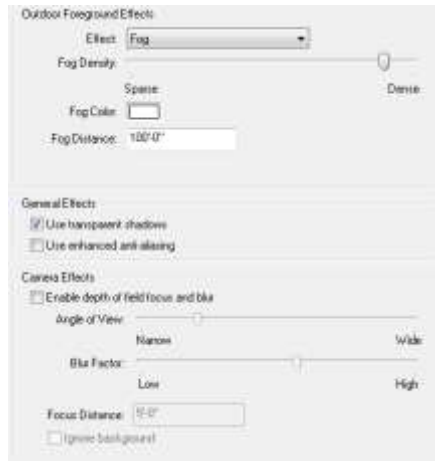 Outdoor Foreground Effects
Effect: Fog
Fog Density:
Sparse Dense
Fog Color:
Fog Distance: 100'0"
General Effects
Use transparent shadows
Use enhanced anti-aliasing
Camera Effects
Enable depth of field focus and blur
Angle of View:
Narrow Wide
Blur Factor:
Low High
Focus Distance:
Ignore background